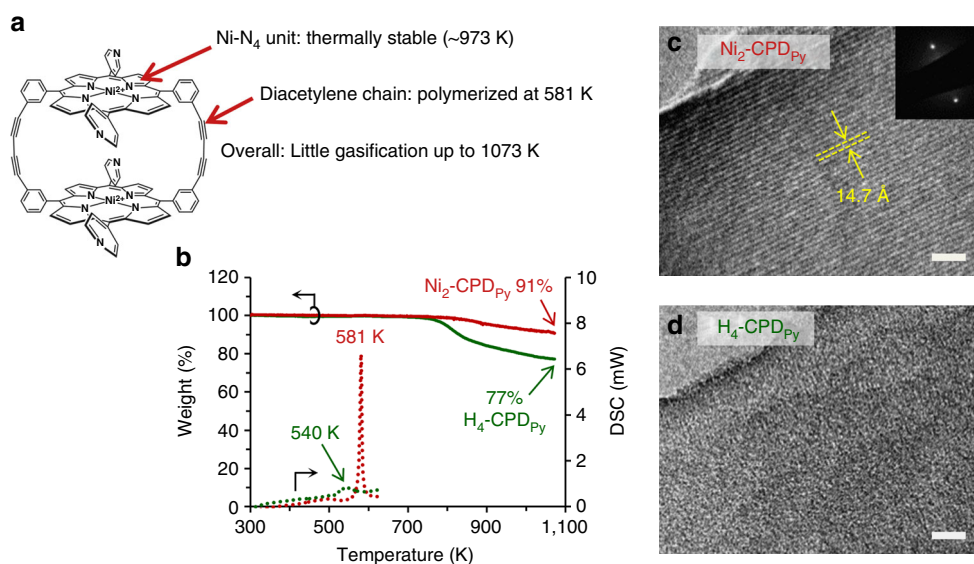 a
Ni-N4 unit: thermally stable (~973 K)
Diacetylene chain: polymerized at 581 K
Overall: Little gasification up to 1073 K
N
N
N
N
N
Ni2+
N
N
N
N
N
Ni2+
N
N
b
120
100
80
60
40
20
0
Weight (%)
300
500
700
900
1,100
Temperature (K)
10
8
6
4
2
0
DSC (mW)
Ni2-CPDPy 91%
581 K
77%
H4-CPDPy
540 K
c
Ni2-CPDPy
14.7 Å
d
H4-CPDPy